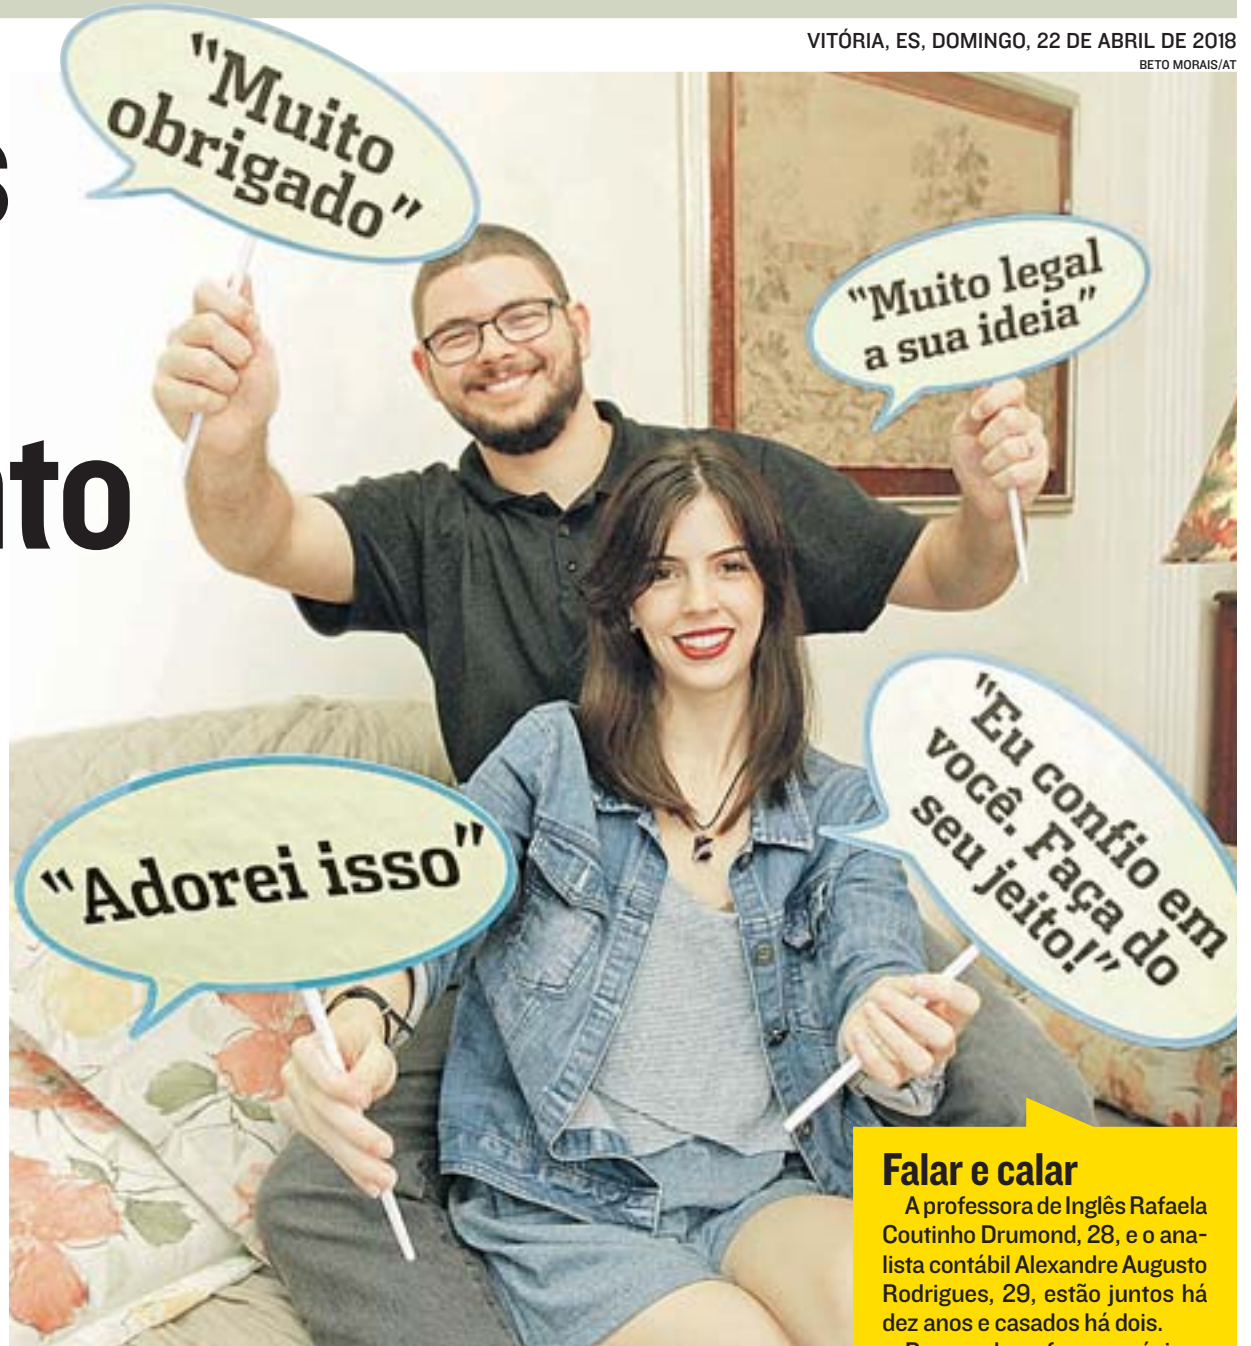 VITÓRIA, ES, DOMINGO, 22 DE ABRIL DE 2018
BETO MORAIS/AT
"Muito
obrigado"
"Muito legal
a sua ideia"
"Adorei isso"
"Eu confio em
você. Faça do
seu jeito!"
Falar e calar
A professora de Inglês Rafaela
Coutinho Drumond, 28, e o ana-
lista contábil Alexandre Augusto
Rodrigues, 29, estão juntos há
dez anos e casados há dois.